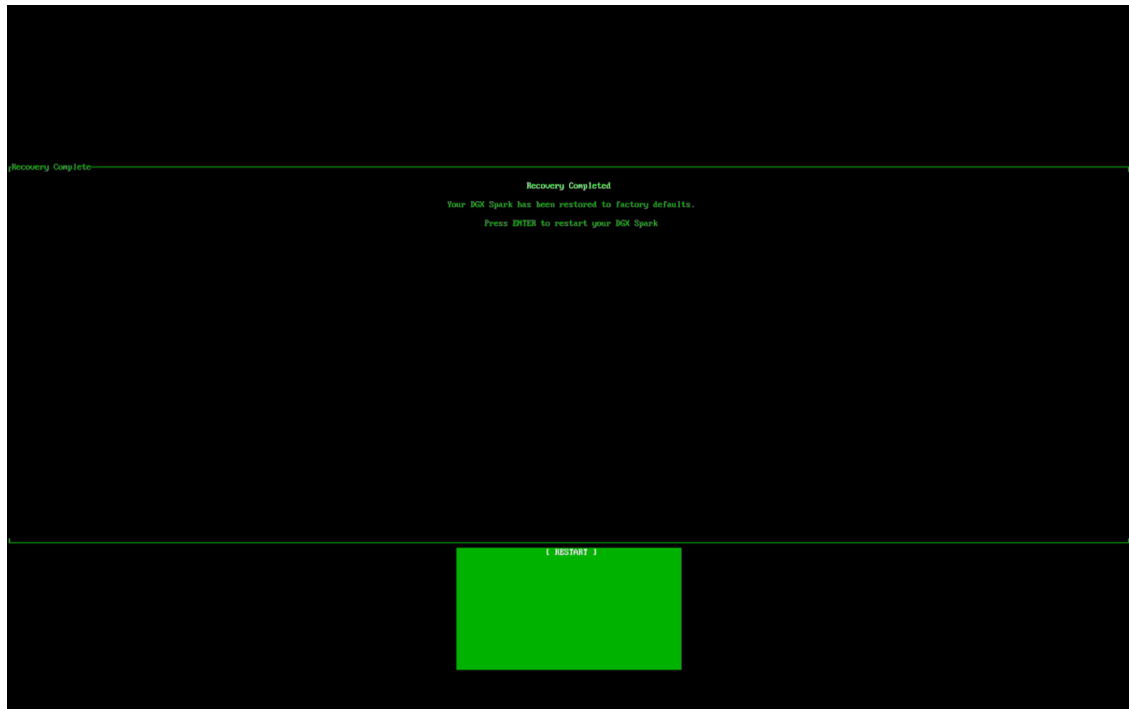 Recovery Complete
Recovery Completed
Your DGX Spark has been restored to factory defaults.
Press ENTER to restart your DGX Spark
[ RESTART ]